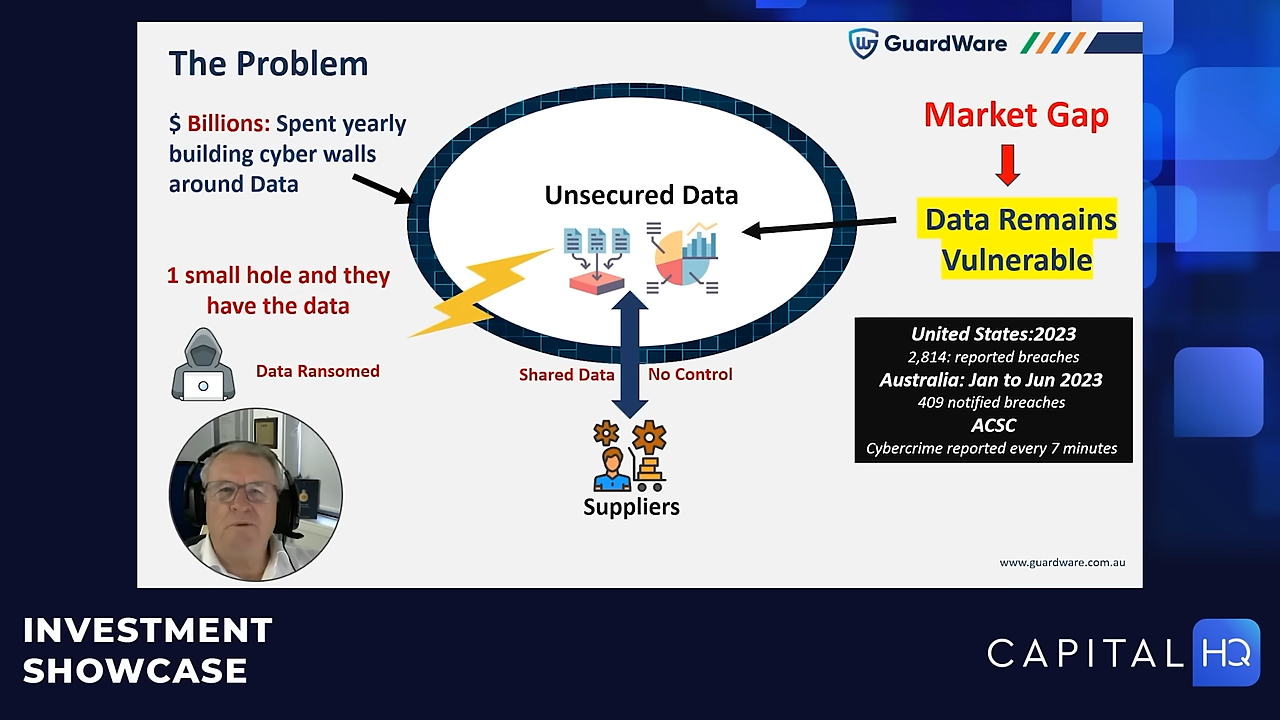 The Problem
GuardWare
$ Billions: Spent yearly
building cyber walls
around Data
Market Gap
Unsecured Data
Data Remains
Vulnerable
1 small hole and they
have the data
Data Ransomed
Shared Data
No Control
United States:2023
2,814: reported breaches
Australia: Jan to Jun 2023
409 notified breaches
ACSC
Cybercrime reported every 7 minutes
Suppliers
www.guardware.com.au
INVESTMENT
SHOWCASE
CAPITAL HQ